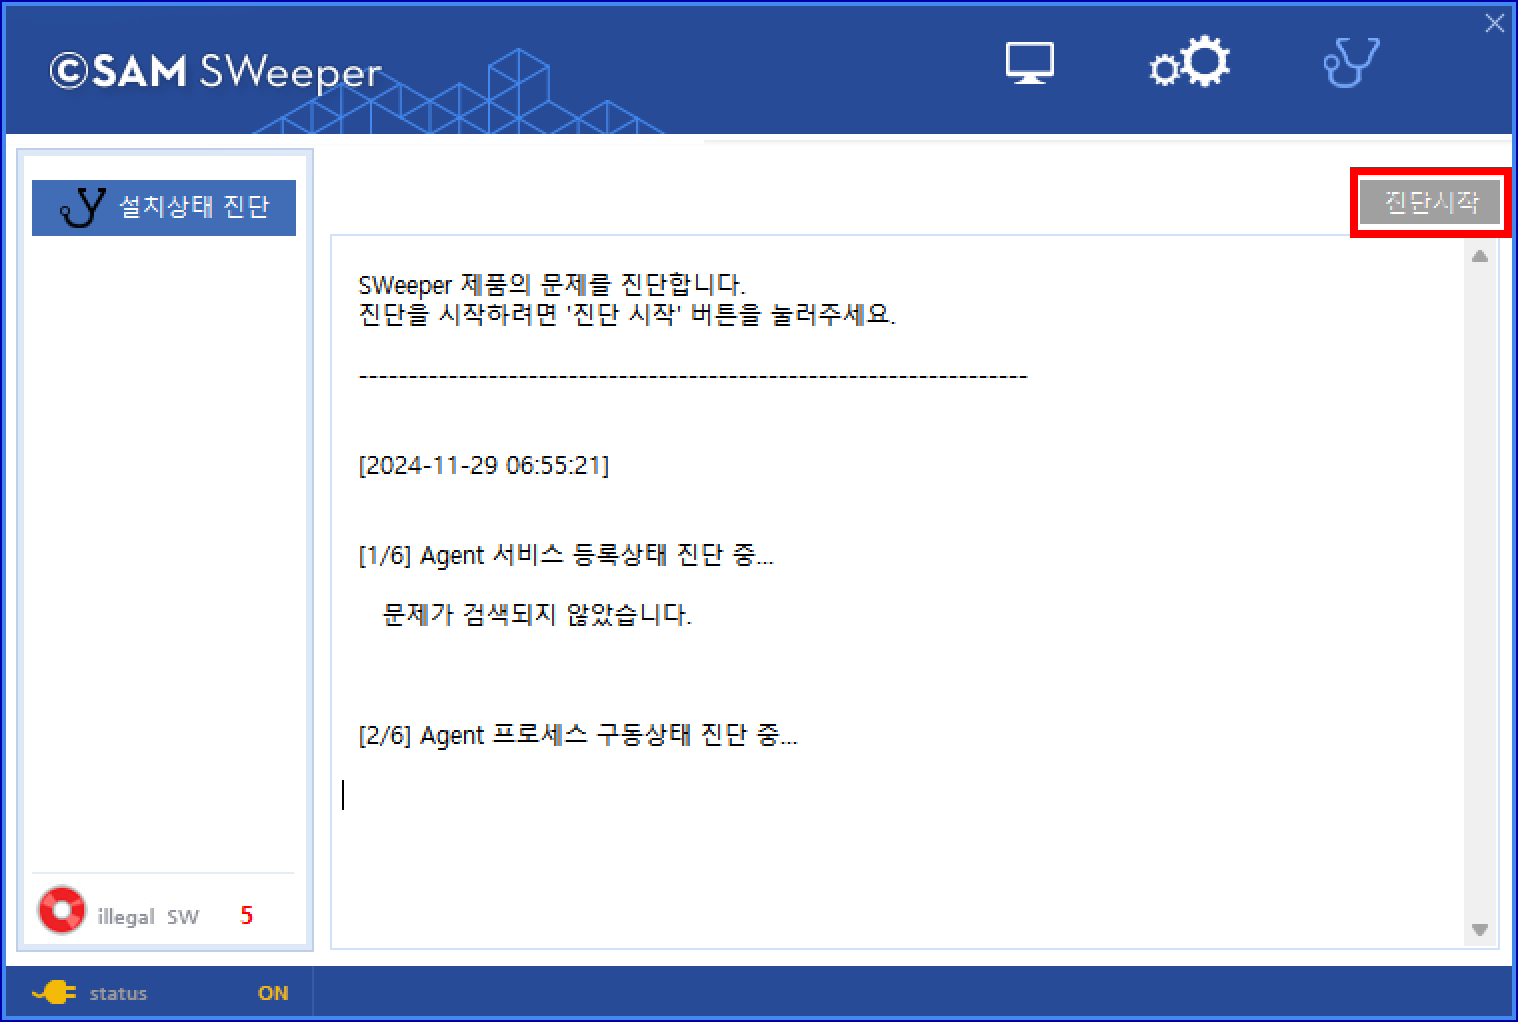 ©SAM SWeeper
설치상태 진단
진단시작
SWeeper 제품의 문제를 진단합니다.
진단을 시작하려면 '진단 시작' 버튼을 눌러주세요.
-------------------------------------------------------------------
[2024-11-29 06:55:21]
[1/6] Agent 서비스 등록상태 진단 중...
문제가 검색되지 않았습니다.
[2/6] Agent 프로세스 구동상태 진단 중...
illegal SW 5
status ON